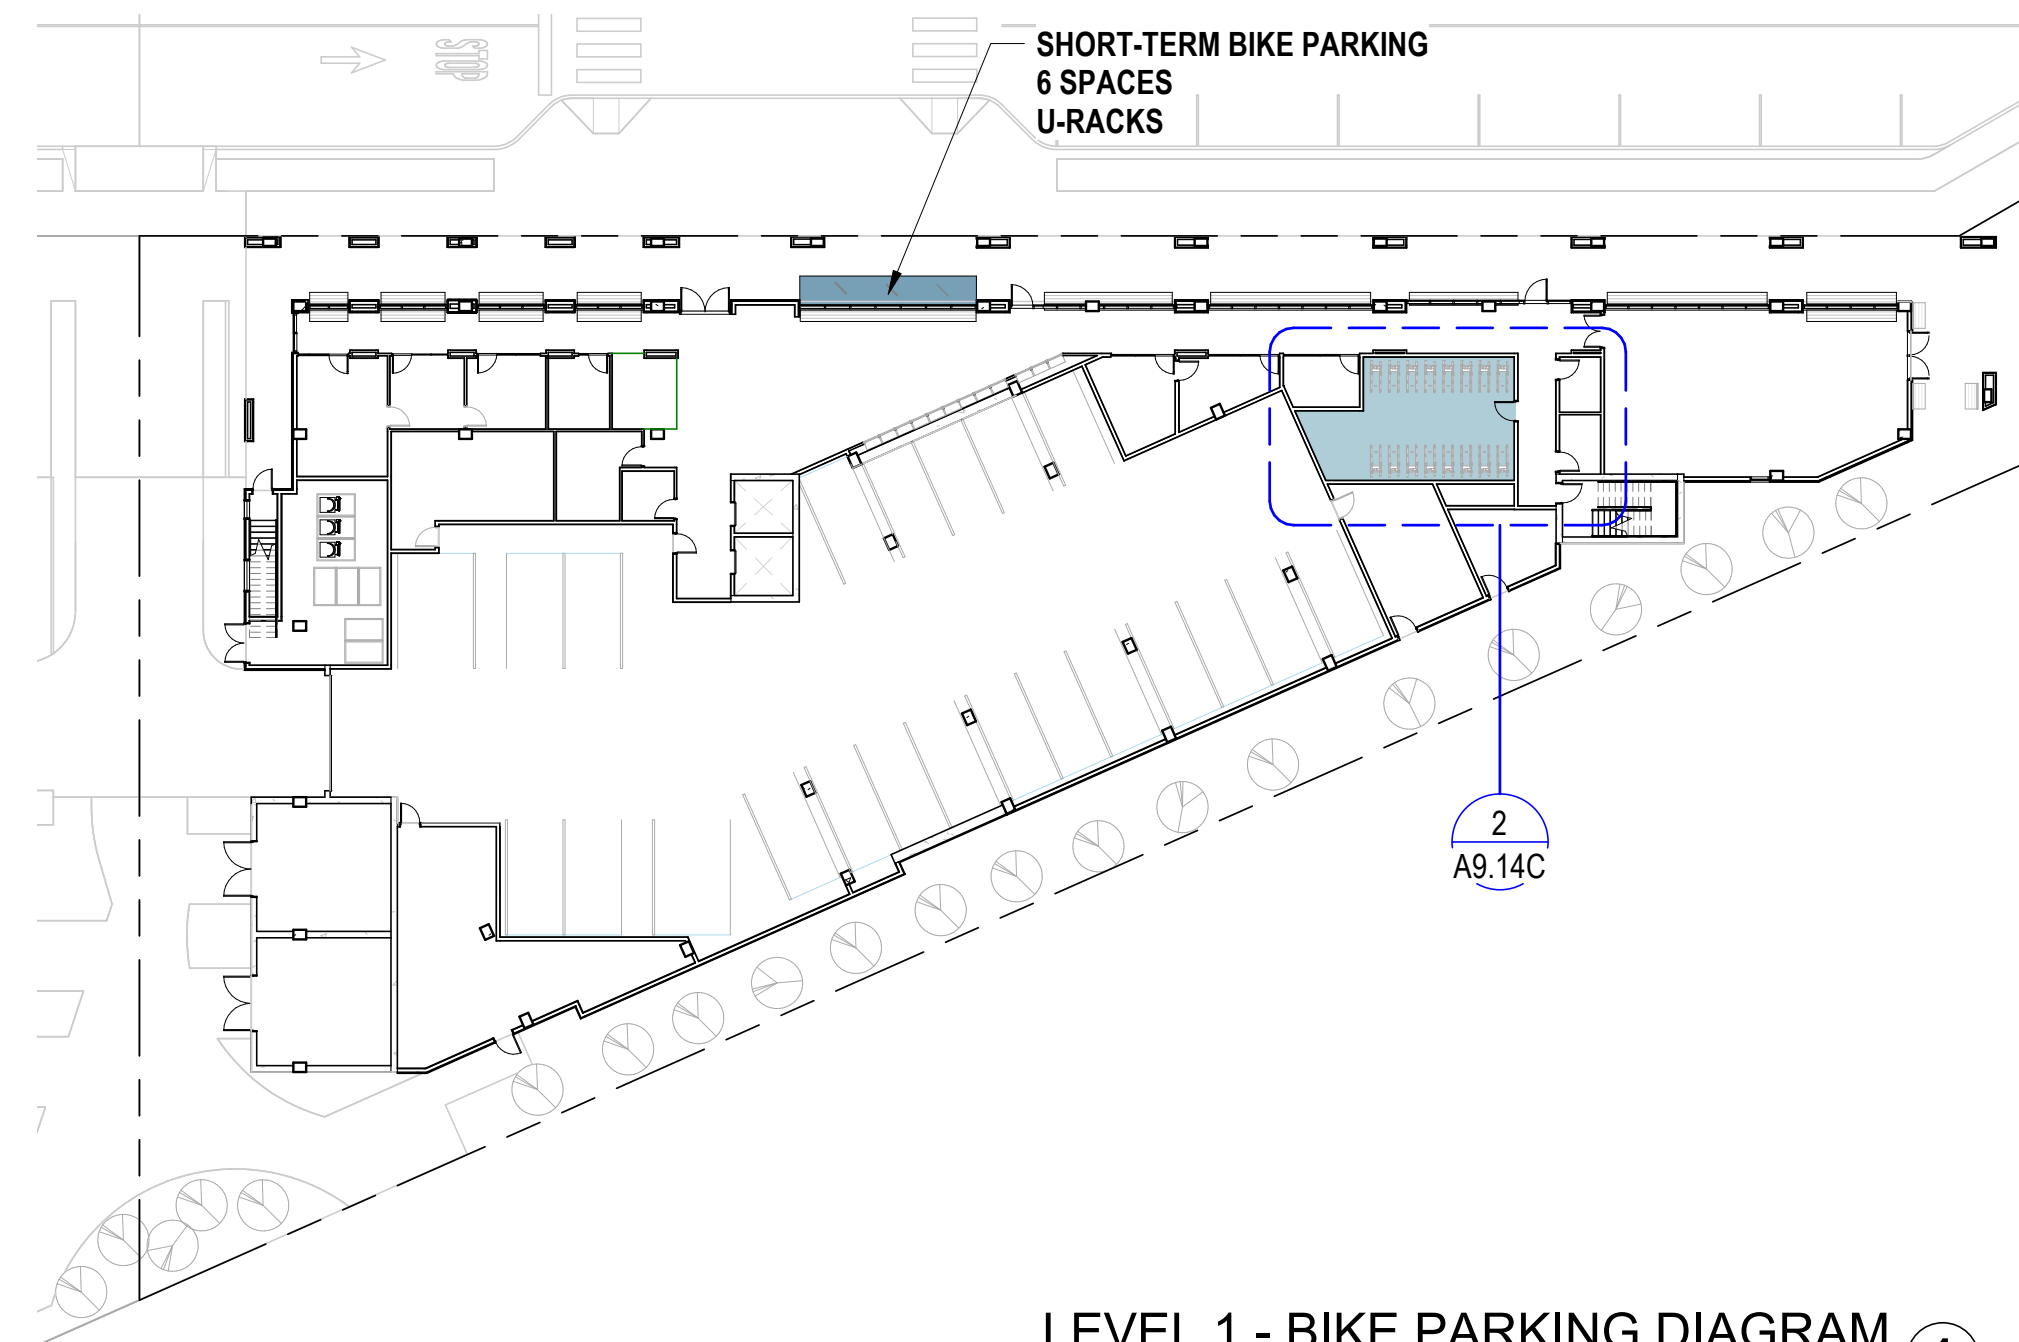 STOP
SHORT-TERM BIKE PARKING
6 SPACES
U-RACKS
2
A9.14C
LEVEL 1 - BIKE PARKING DIAGRAM